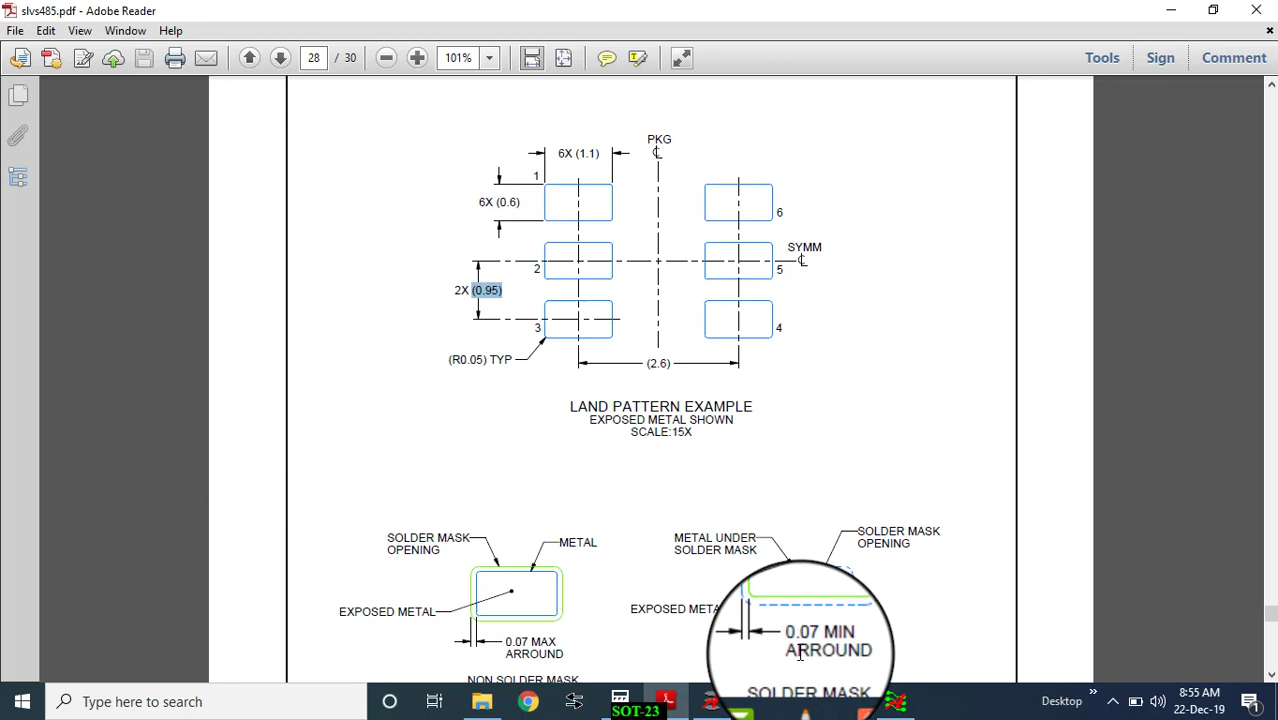 slvs485.pdf - Adobe Reader
File Edit View Window Help
28 / 30
101%
Tools Sign Comment
PKG
6X (1.1)
1
6X (0.6)
6
SYMM
2
5
2X (0.95)
3
4
(R0.05) TYP
(2.6)
LAND PATTERN EXAMPLE
EXPOSED METAL SHOWN
SCALE:15X
SOLDER MASK
OPENING
METAL
EXPOSED METAL
0.07 MAX
ARROUND
NON SOLDER MASK
METAL UNDER
SOLDER MASK
SOLDER MASK
OPENING
EXPOSED META
0.07 MIN
ARROUND
SOLDER MASK
Type here to search
SOT-23
Desktop
8:55 AM
22-Dec-19
1